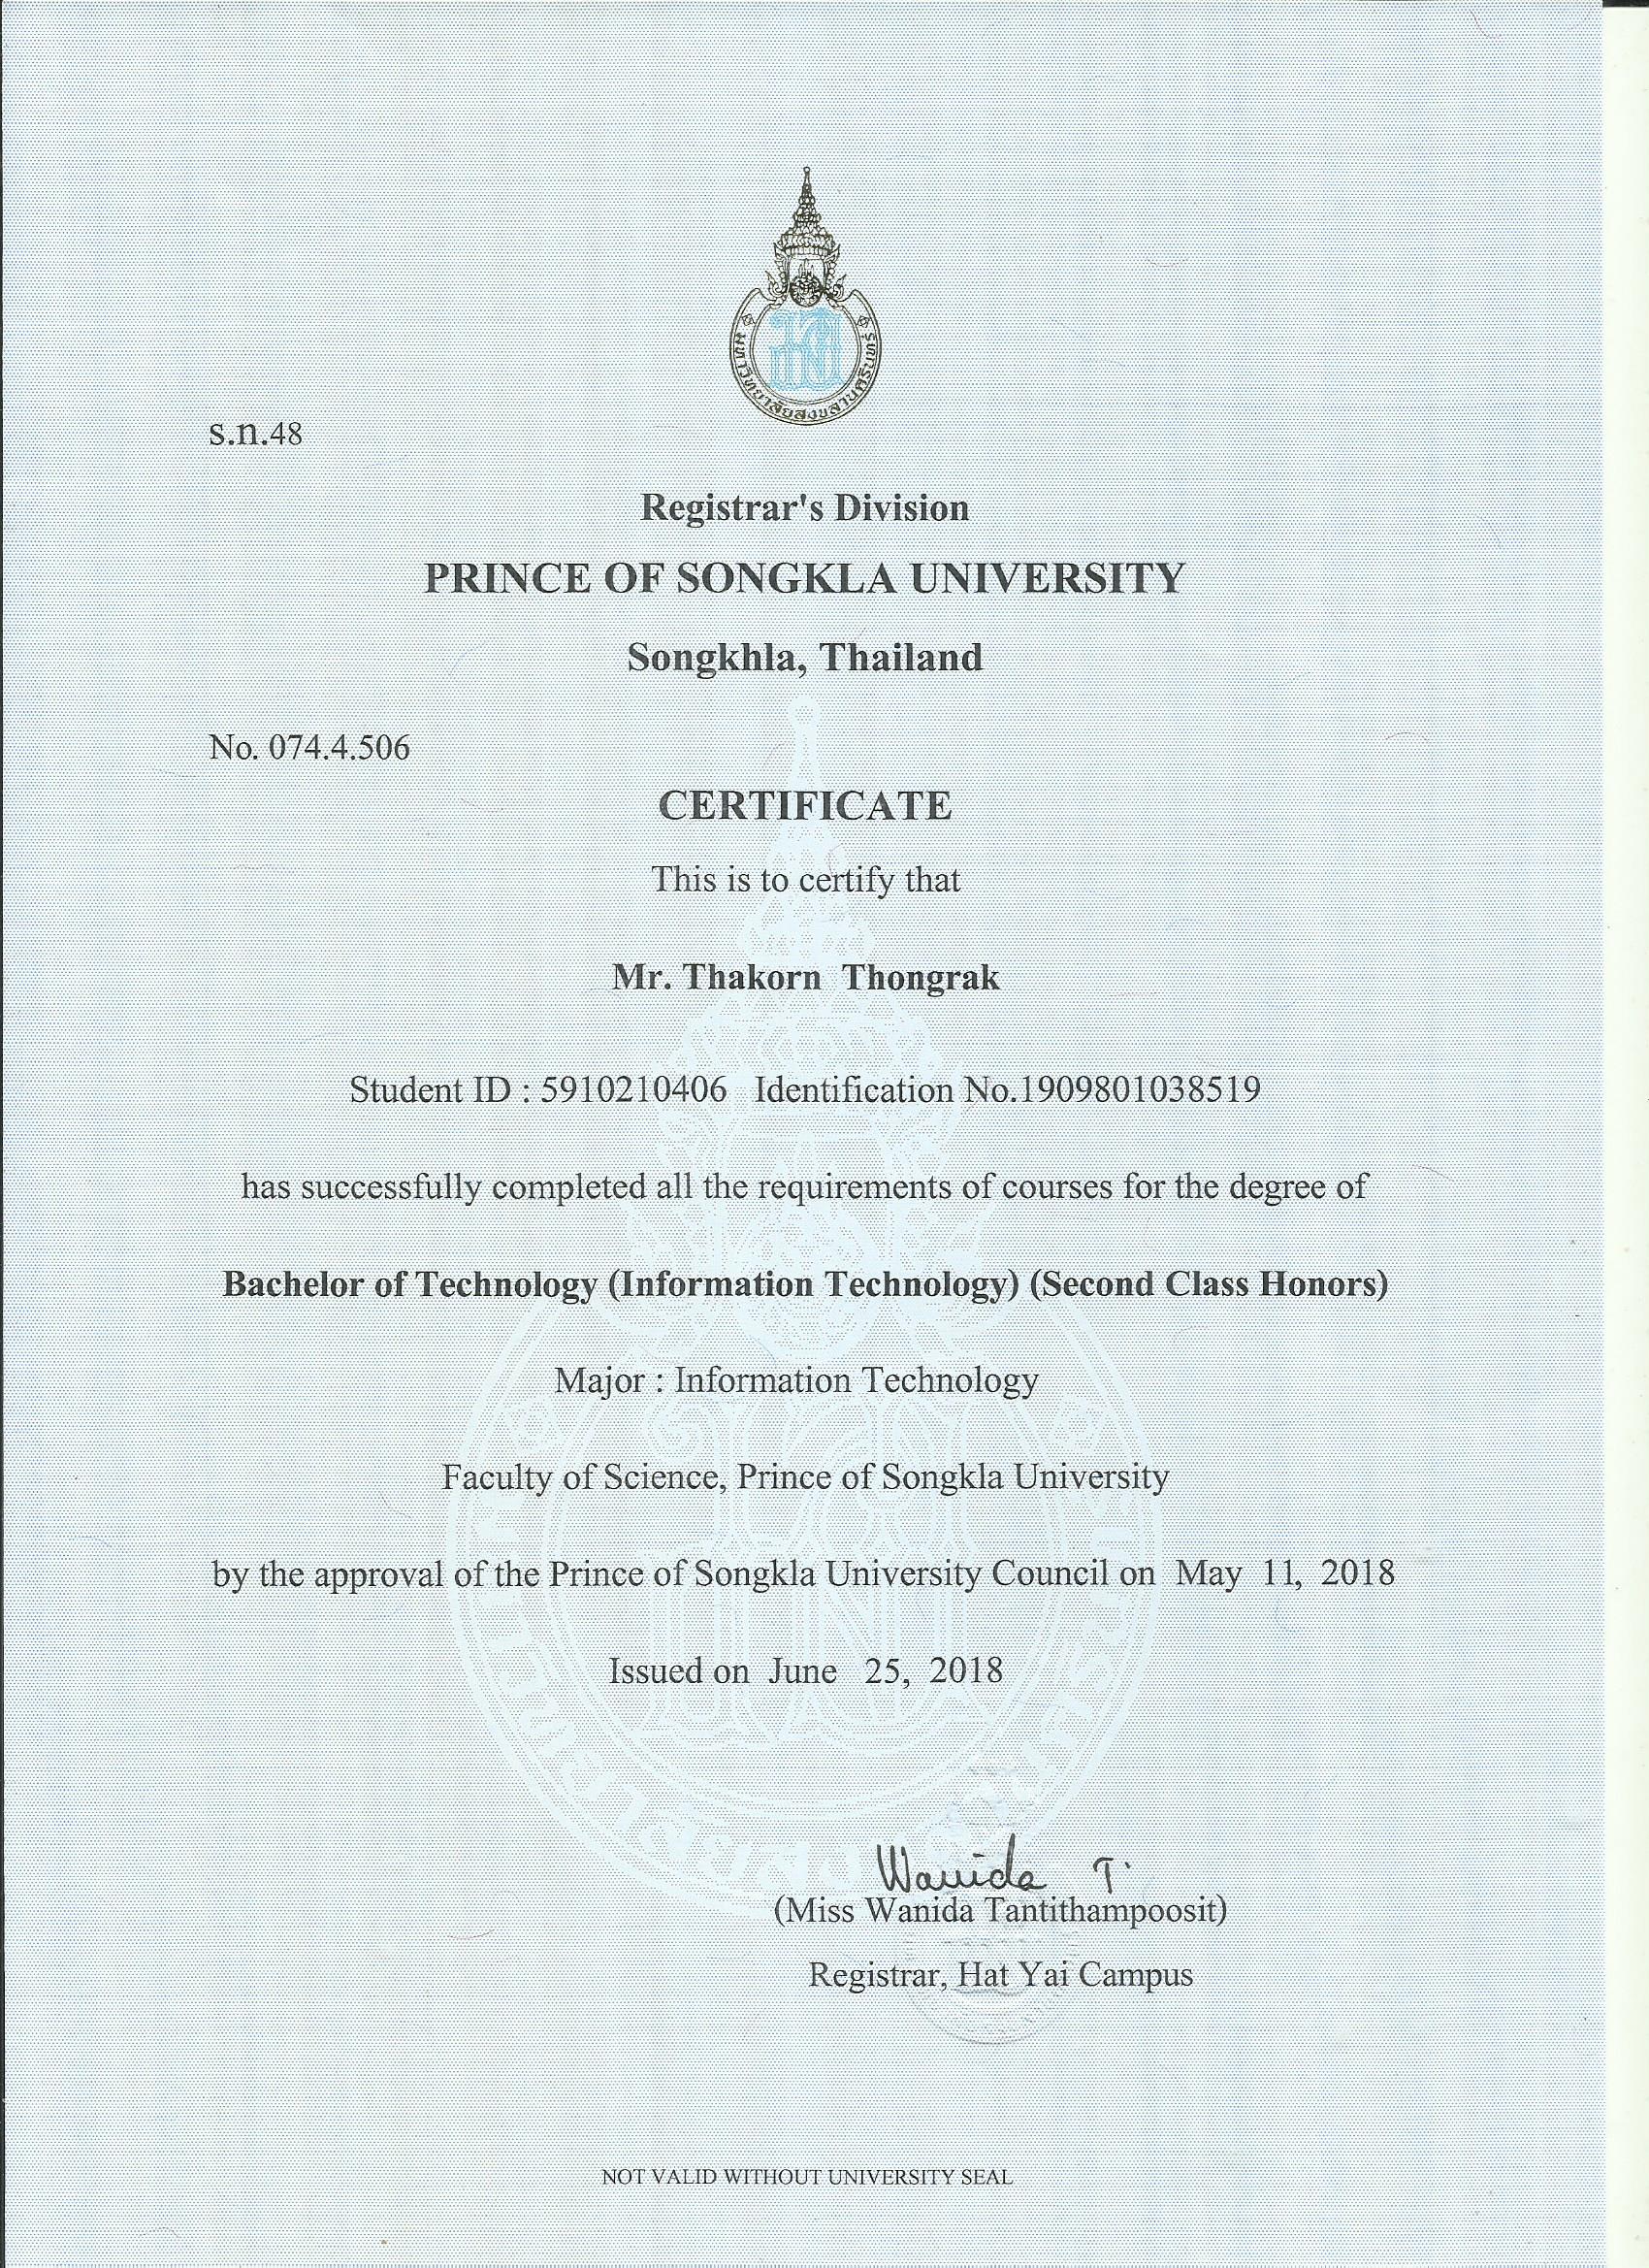 มหาวิทยาลัยสงขลานครินทร์
s.n.48
Registrar's Division
PRINCE OF SONGKLA UNIVERSITY
Songkhla, Thailand
No. 074.4.506
CERTIFICATE
This is to certify that
Mr. Thakorn Thongrak
Student ID : 5910210406 Identification No.1909801038519
has successfully completed all the requirements of courses for the degree of
Bachelor of Technology (Information Technology) (Second Class Honors)
Major : Information Technology
Faculty of Science, Prince of Songkla University
by the approval of the Prince of Songkla University Council on May 11, 2018
Issued on June 25, 2018
Wanida T.
(Miss Wanida Tantithampoosit)
Registrar, Hat Yai Campus
NOT VALID WITHOUT UNIVERSITY SEAL